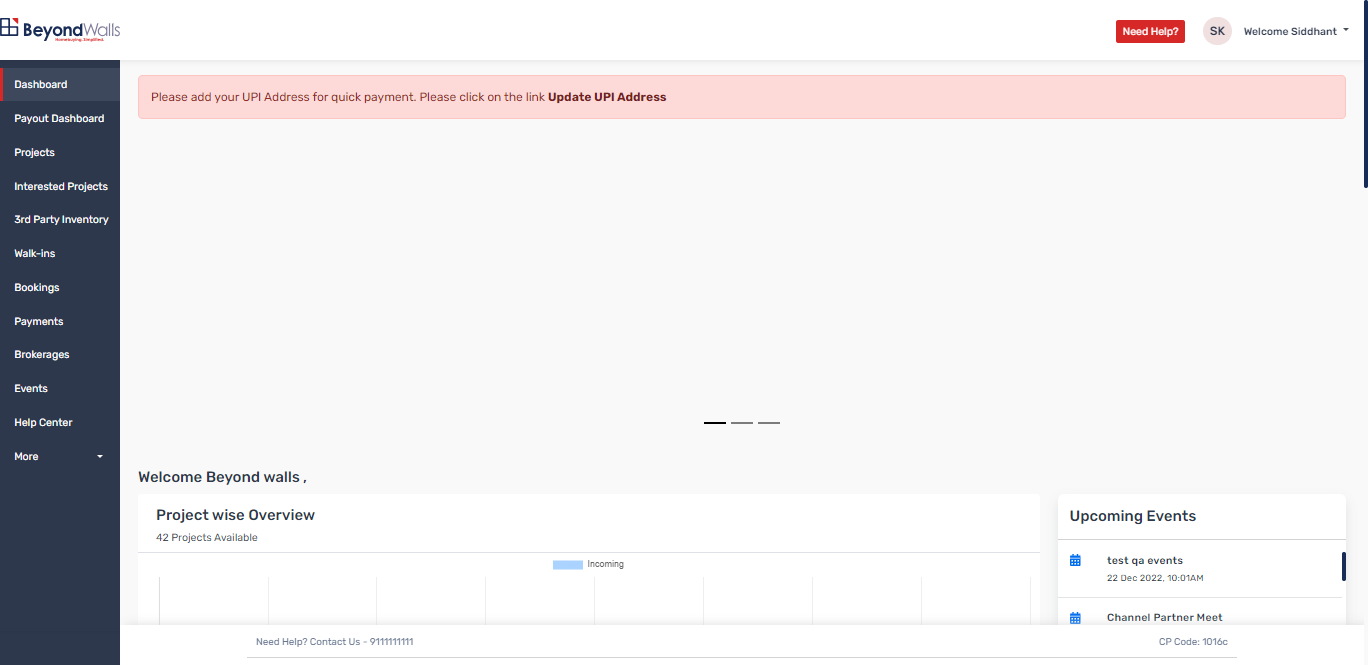 BeyondWalls
Homebuying. Simplified.
Need Help?
SK
Welcome Siddhant
Dashboard
Payout Dashboard
Projects
Interested Projects
3rd Party Inventory
Walk-ins
Bookings
Payments
Brokerages
Events
Help Center
More
Please add your UPI Address for quick payment. Please click on the link Update UPI Address
Welcome Beyond walls ,
Project wise Overview
42 Projects Available
Incoming
Upcoming Events
test qa events
22 Dec 2022, 10:01AM
Channel Partner Meet
Need Help? Contact Us - 9111111111
CP Code: 1016c